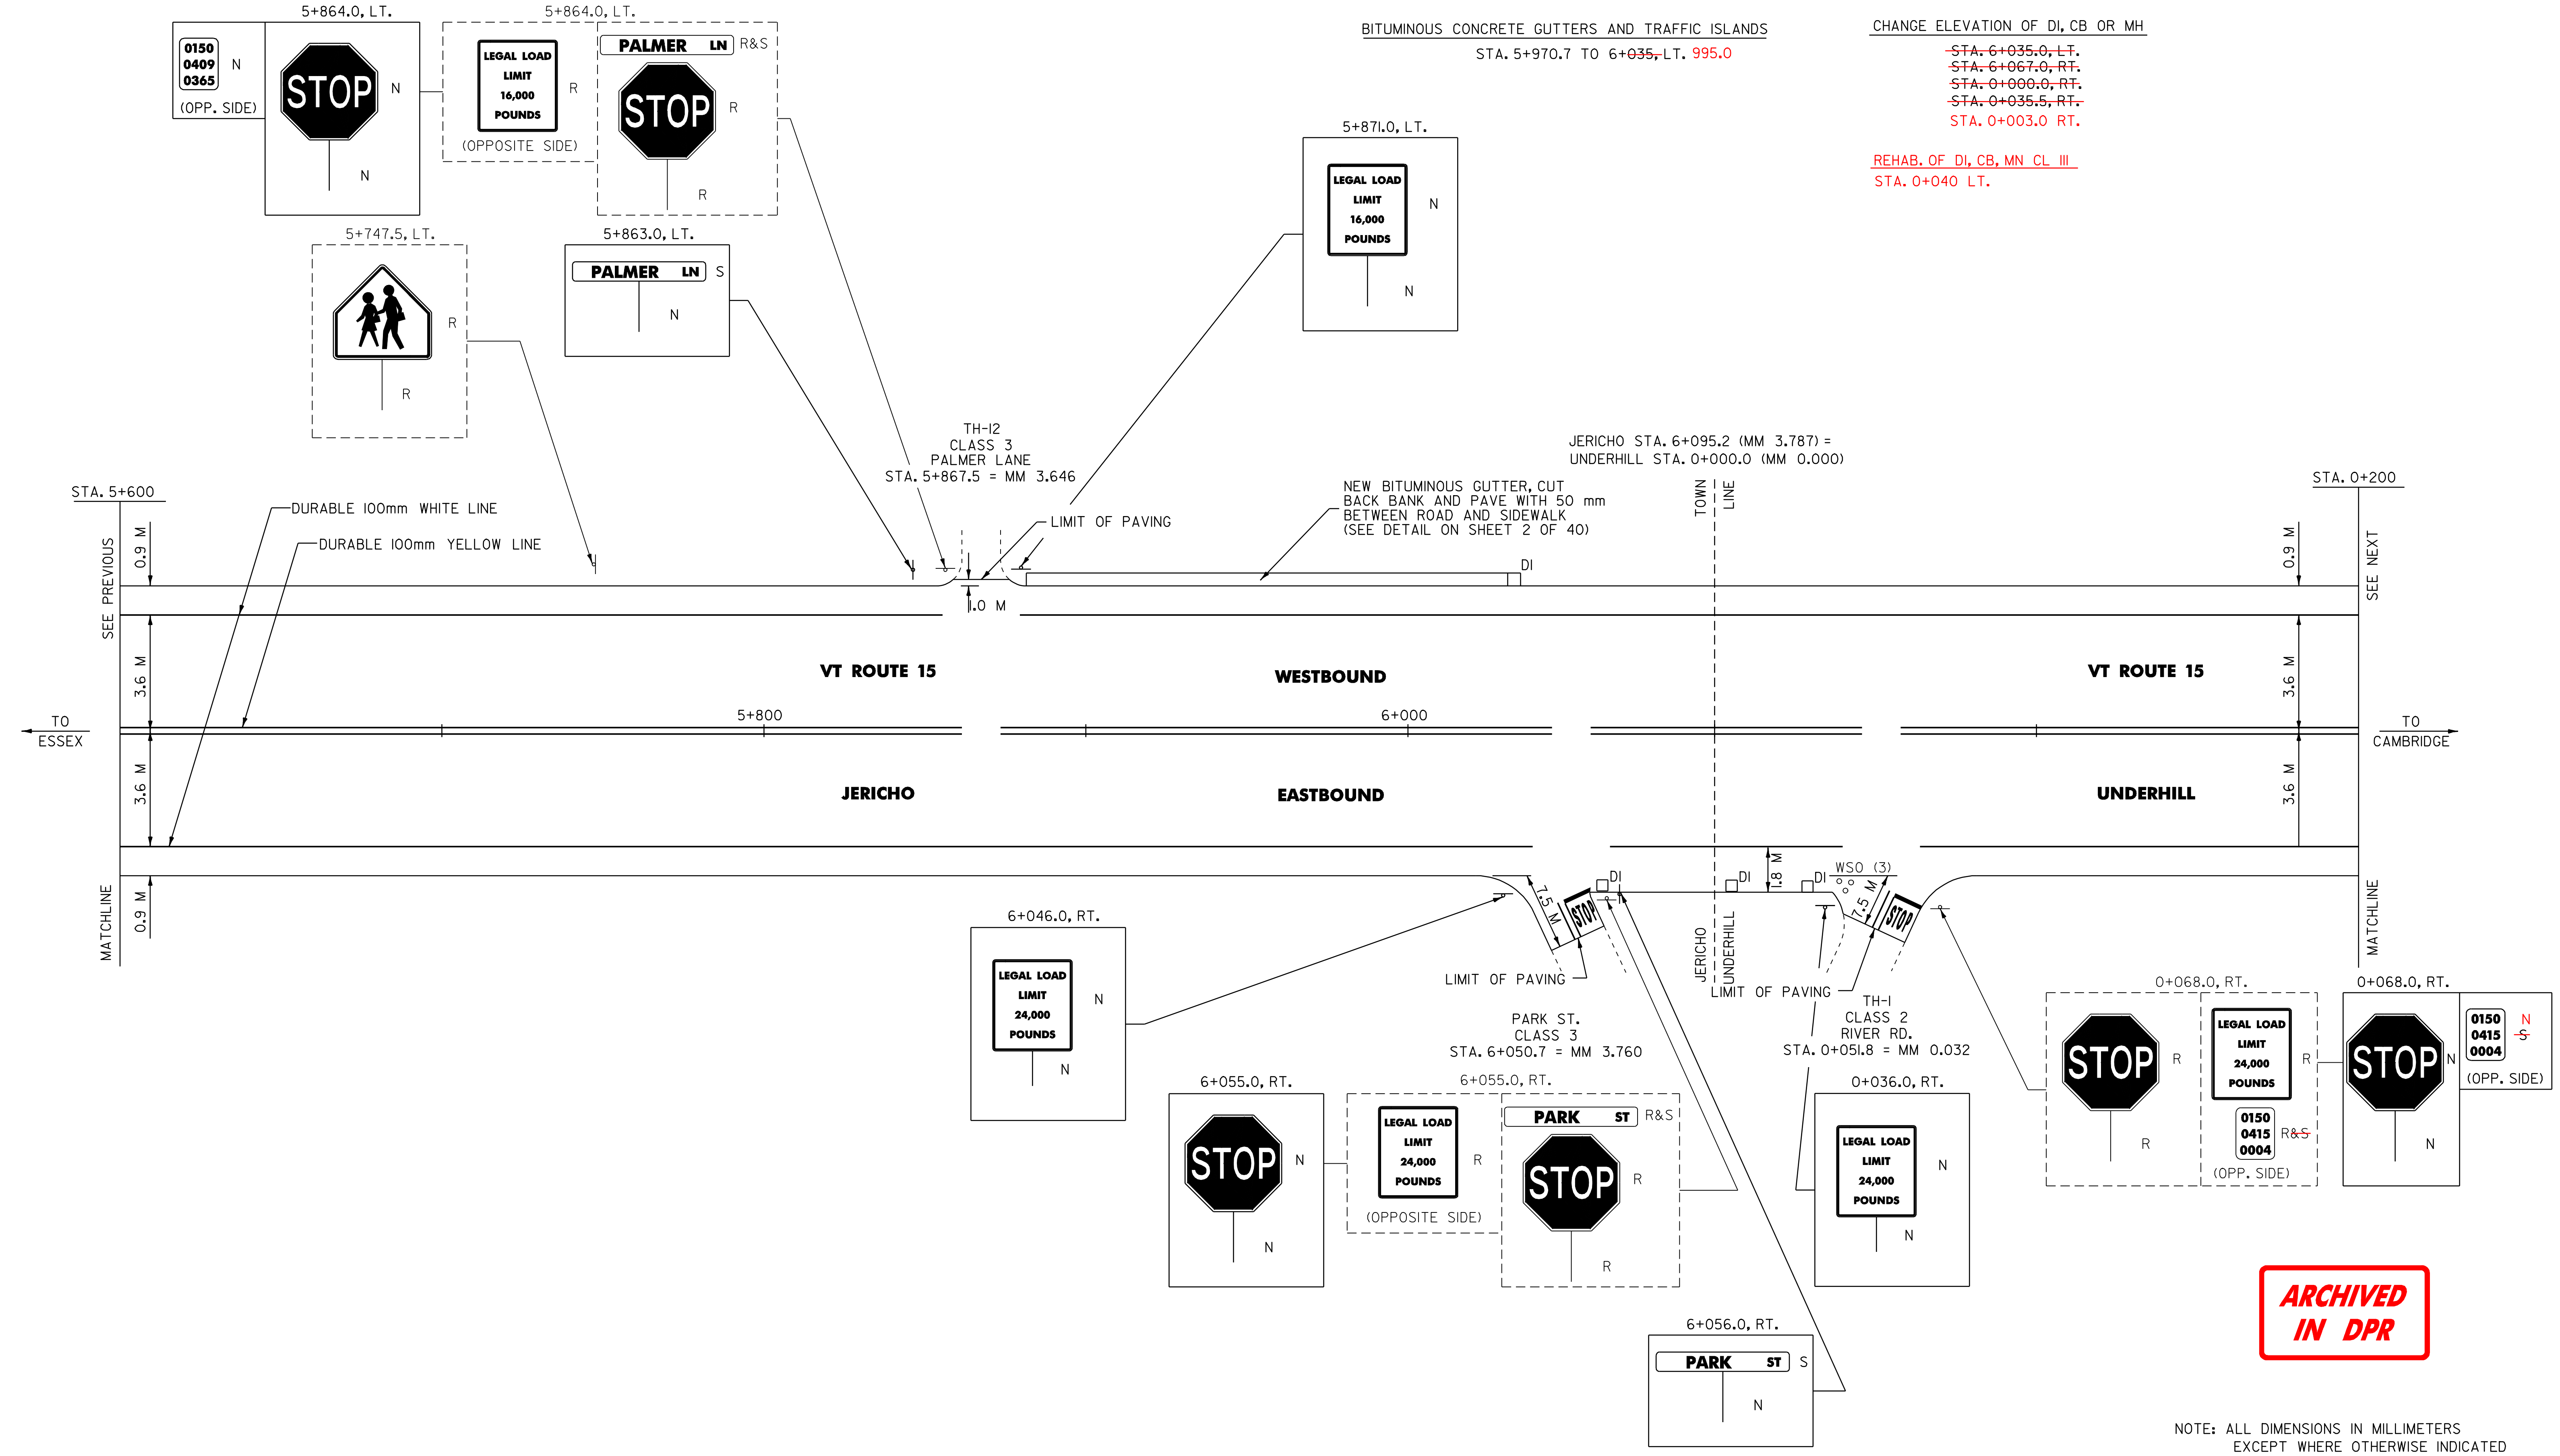 5+864.0, LT.
0150
0409
0365
N
(OPP. SIDE)
STOP
N
N
5+864.0, LT.
LEGAL LOAD
LIMIT
16,000
POUNDS
R
(OPPOSITE SIDE)
PALMER LN R&S
STOP
R
R
BITUMINOUS CONCRETE GUTTERS AND TRAFFIC ISLANDS
STA. 5+970.7 TO 6+035, LT. 995.0
CHANGE ELEVATION OF DI, CB OR MH
STA. 6+035.0, LT.
STA. 6+067.0, RT.
STA. 0+000.0, RT.
STA. 0+035.5, RT.
STA. 0+003.0 RT.
REHAB. OF DI, CB, MN CL III
STA. 0+040 LT.
5+871.0, LT.
LEGAL LOAD
LIMIT
16,000
POUNDS
N
N
5+747.5, LT.
R
R
5+863.0, LT.
PALMER LN S
N
TH-12
CLASS 3
PALMER LANE
STA. 5+867.5 = MM 3.646
JERICHO STA. 6+095.2 (MM 3.787) =
UNDERHILL STA. 0+000.0 (MM 0.000)
STA. 5+600
DURABLE 100mm WHITE LINE
DURABLE 100mm YELLOW LINE
LIMIT OF PAVING
NEW BITUMINOUS GUTTER, CUT
BACK BANK AND PAVE WITH 50 mm
BETWEEN ROAD AND SIDEWALK
(SEE DETAIL ON SHEET 2 OF 40)
TOWN LINE
STA. 0+200
SEE PREVIOUS
0.9 M
1.0 M
DI
0.9 M
SEE NEXT
3.6 M
VT ROUTE 15
WESTBOUND
VT ROUTE 15
3.6 M
TO
ESSEX
5+800
6+000
TO
CAMBRIDGE
3.6 M
JERICHO
EASTBOUND
UNDERHILL
3.6 M
MATCHLINE
0.9 M
7.5 M
STOP
DI
DI
1.8 M
DI
WSO (3)
7.5 M
STOP
MATCHLINE
JERICHO
UNDERHILL
LIMIT OF PAVING
LIMIT OF PAVING
6+046.0, RT.
LEGAL LOAD
LIMIT
24,000
POUNDS
N
N
PARK ST.
CLASS 3
STA. 6+050.7 = MM 3.760
TH-1
CLASS 2
RIVER RD.
STA. 0+051.8 = MM 0.032
0+068.0, RT.
STOP
R
R
LEGAL LOAD
LIMIT
24,000
POUNDS
R
0150
0415
0004
R&S
(OPP. SIDE)
0+068.0, RT.
STOP
N
N
0150
0415
0004
N
S
(OPP. SIDE)
6+055.0, RT.
STOP
N
N
6+055.0, RT.
LEGAL LOAD
LIMIT
24,000
POUNDS
R
(OPPOSITE SIDE)
PARK ST R&S
STOP
R
R
0+036.0, RT.
LEGAL LOAD
LIMIT
24,000
POUNDS
N
N
6+056.0, RT.
PARK ST S
N
ARCHIVED
IN DPR
NOTE: ALL DIMENSIONS IN MILLIMETERS
EXCEPT WHERE OTHERWISE INDICATED